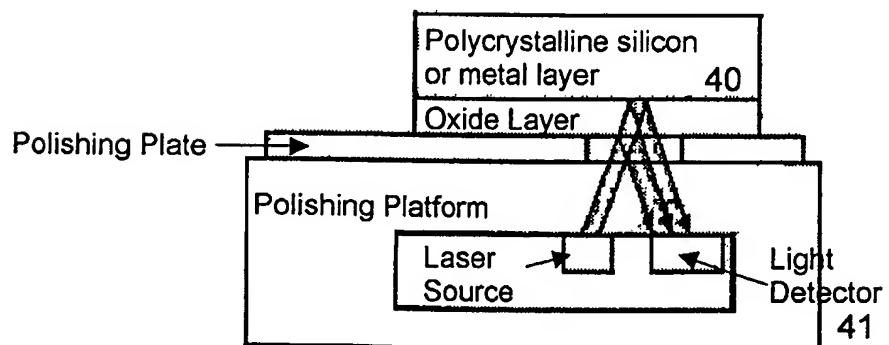 Polycrystalline silicon
or metal layer 40
Oxide Layer
Polishing Plate
Polishing Platform
Laser
Source
Light
Detector
41